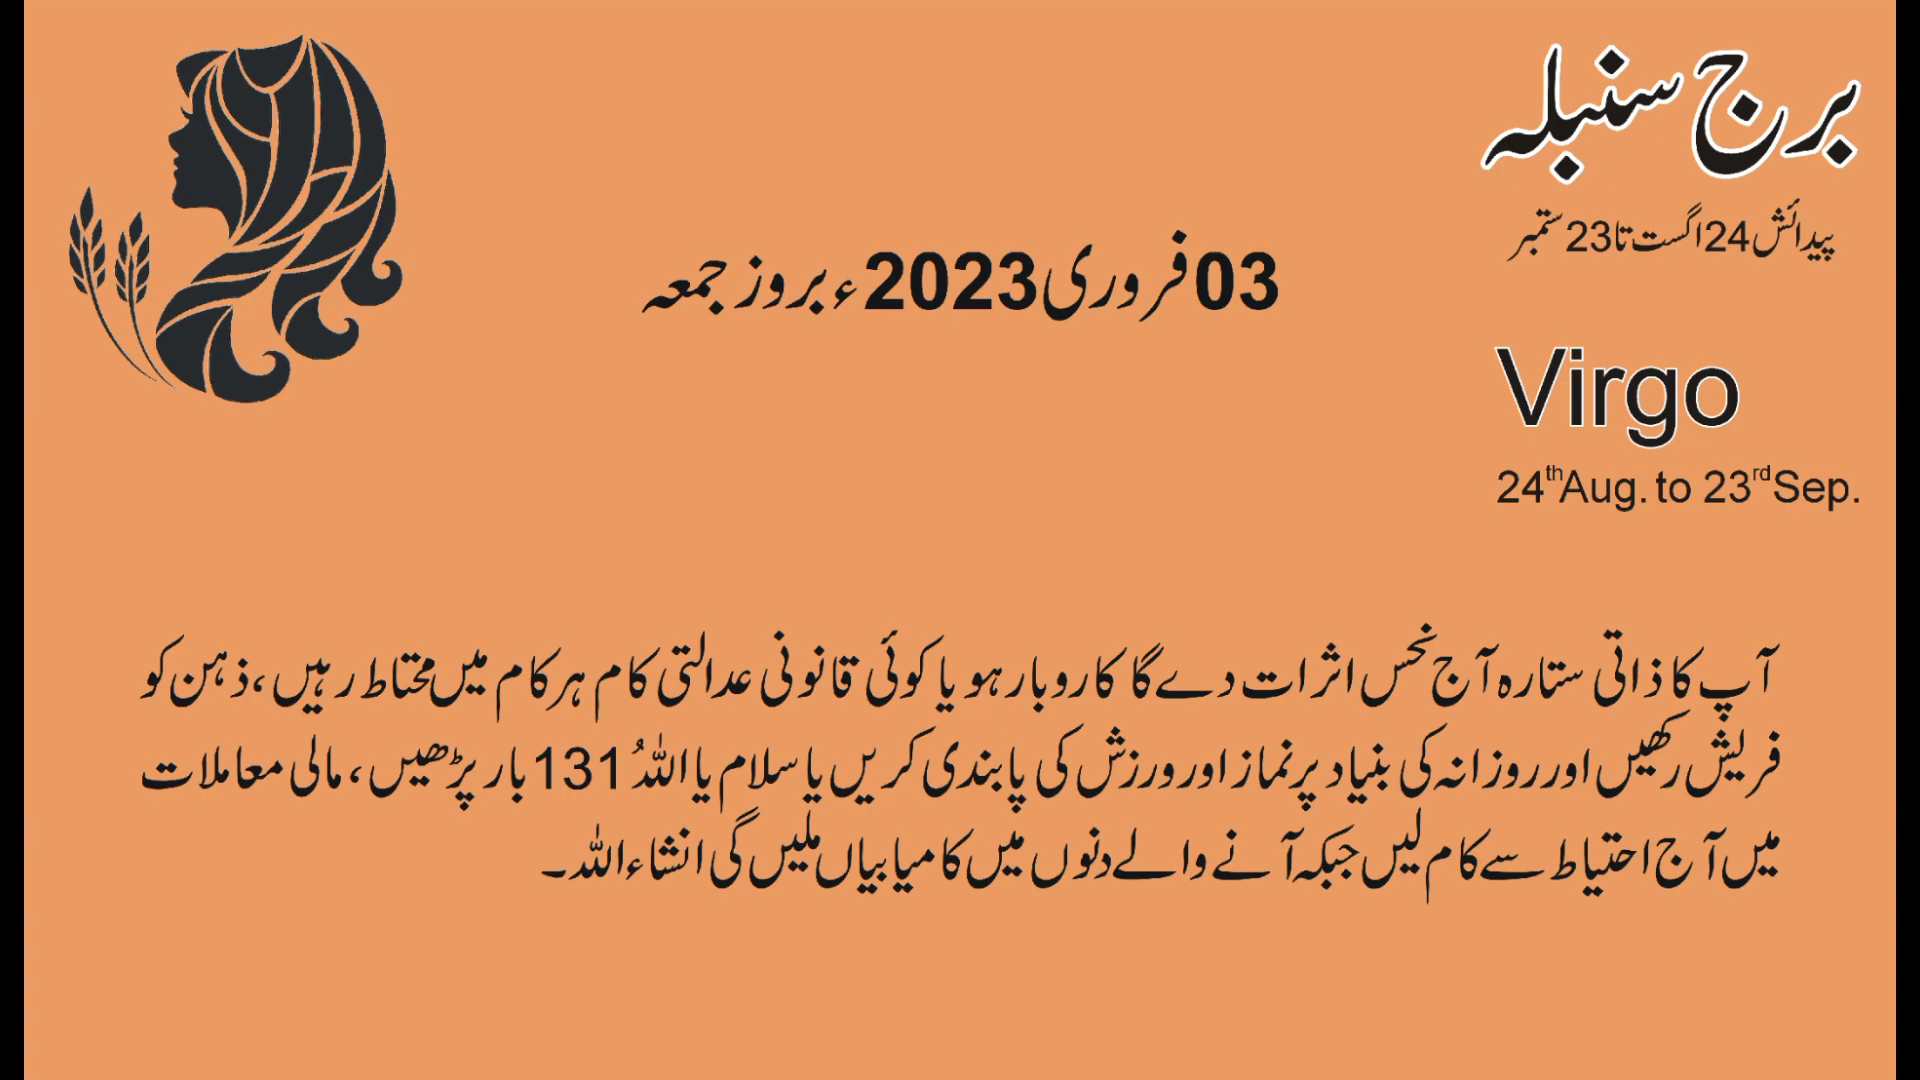 برج سنبلہ
پیدائش 24 اگست تا 23 ستمبر
03 فروری 2023ء بروز جمعہ
Virgo
24th Aug. to 23rd Sep.
آپ کا ذاتی ستارہ آج نحس اثرات دے گا کاروبار ہو یا کوئی قانونی عدالتی کام ہر کام میں محتاط رہیں، ذہن کو
فریش رکھیں اور روزانہ کی بنیاد پر نماز اور ورزش کی پابندی کریں یا سلام یا اللہُ 131 بار پڑھیں، مالی معاملات
میں آج احتیاط سے کام لیں جبکہ آنے والے دنوں میں کامیابیاں ملیں گی انشاء اللہ۔